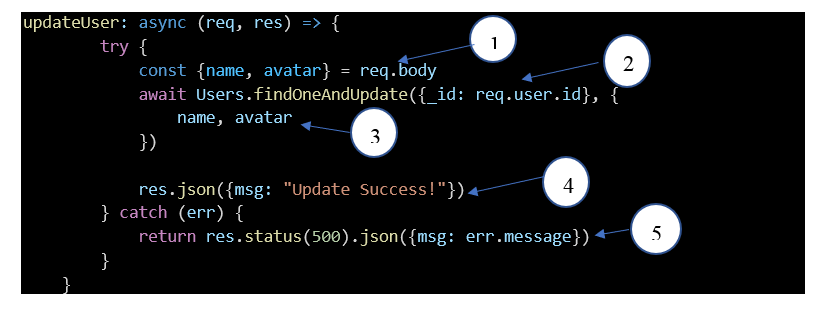 updateUser: async (req, res) => {
try {
1
const {name, avatar} = req.body
2
await Users.findOneAndUpdate({_id: req.user.id}, {
name, avatar
3
})
res.json({msg: "Update Success!"})
4
} catch (err) {
return res.status(500).json({msg: err.message})
5
}
}